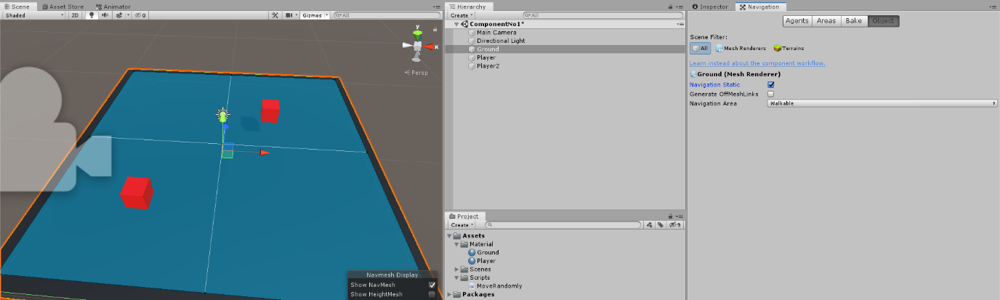 Scene Asset Store Animator
Shaded 2D 0 Gizmos All
y
x
Persp
Navmesh Display
Show NavMesh
Show HeightMesh
Hierarchy
Create All
ComponentNo1*
Main Camera
Directional Light
Ground
Player
Player2
Project
Create 9
Assets
Material
Ground
Player
Scenes
Scripts
MoveRandomly
Packages
Inspector Navigation
Agents Areas Bake Object
Scene Filter:
All Mesh Renderers Terrains
Learn instead about the component workflow.
Ground (Mesh Renderer)
Navigation Static
Generate OffMeshLinks
Navigation Area Walkable